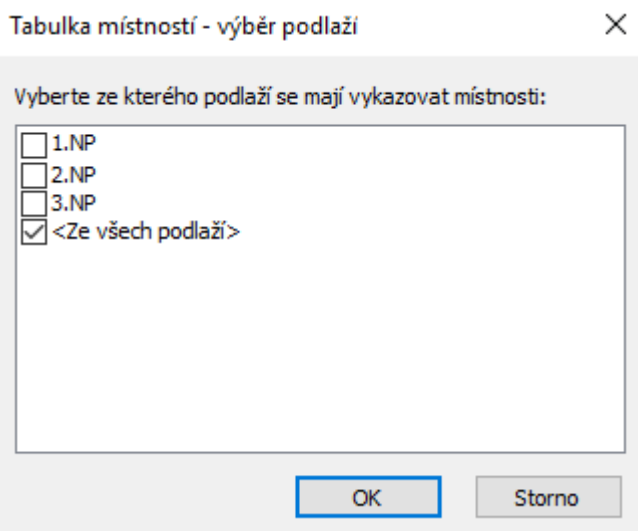 Tabulka místností - výběr podlaží
Vyberte ze kterého podlaží se mají vykazovat místnosti:
1.NP
2.NP
3.NP
<Ze všech podlaží>
OK
Storno